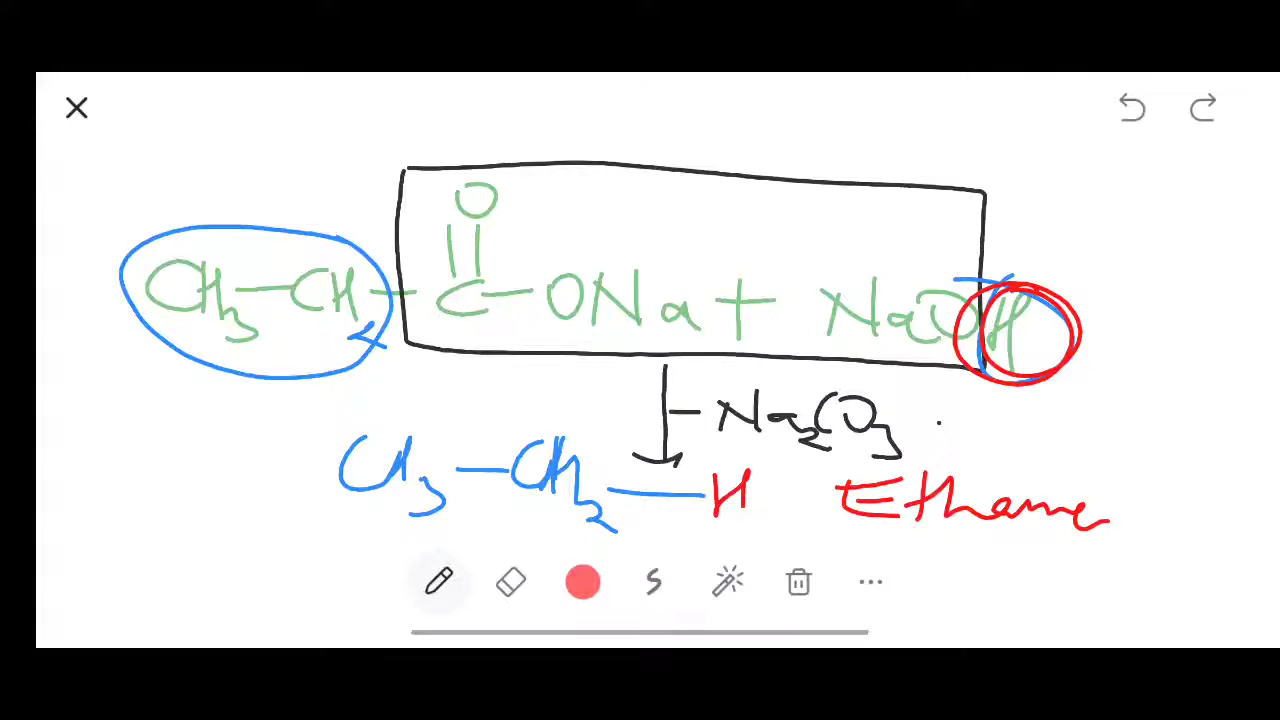 O
CH3-CH2-C-ONa + NaOH
-Na2CO3
CH3-CH2-H Ethane